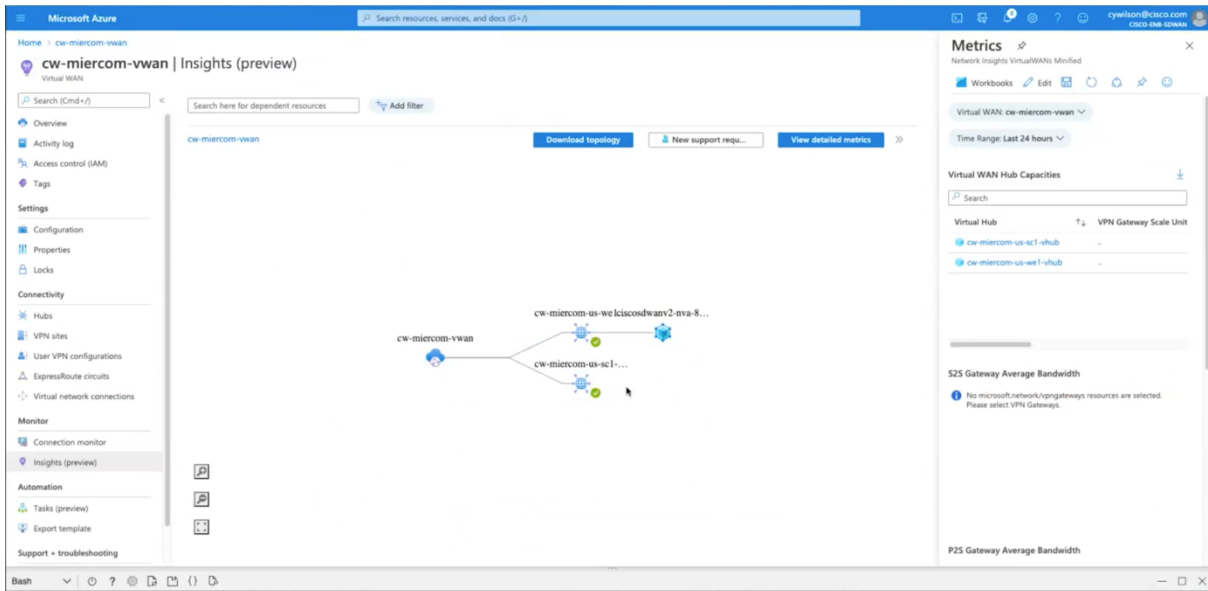 Microsoft Azure
Search resources, services, and docs (G+/)
cywilson@cisco.com
CISCO-ENB-SDWAN
Home > cw-miercom-vwan
cw-miercom-vwan | Insights (preview)
Virtual WAN
Search (Cmd+/)
Overview
Activity log
Access control (IAM)
Tags
Settings
Configuration
Properties
Locks
Connectivity
Hubs
VPN sites
User VPN configurations
ExpressRoute circuits
Virtual network connections
Monitor
Connection monitor
Insights (preview)
Automation
Tasks (preview)
Export template
Support + troubleshooting
Search here for dependent resources
Add filter
cw-miercom-vwan
Download topology
New support requ...
View detailed metrics
cw-miercom-vwan
cw-miercom-us-we1ciscosdwanv2-nva-8...
cw-miercom-us-sc1-...
Metrics
Network Insights VirtualWANs Minified
Workbooks Edit
Virtual WAN: cw-miercom-vwan
Time Range: Last 24 hours
Virtual WAN Hub Capacities
Search
Virtual Hub ↑↓ VPN Gateway Scale Unit
cw-miercom-us-sc1-vhub -
cw-miercom-us-we1-vhub -
S2S Gateway Average Bandwidth
No microsoft.network/vpngateways resources are selected.
Please select VPN Gateways.
P2S Gateway Average Bandwidth
Bash